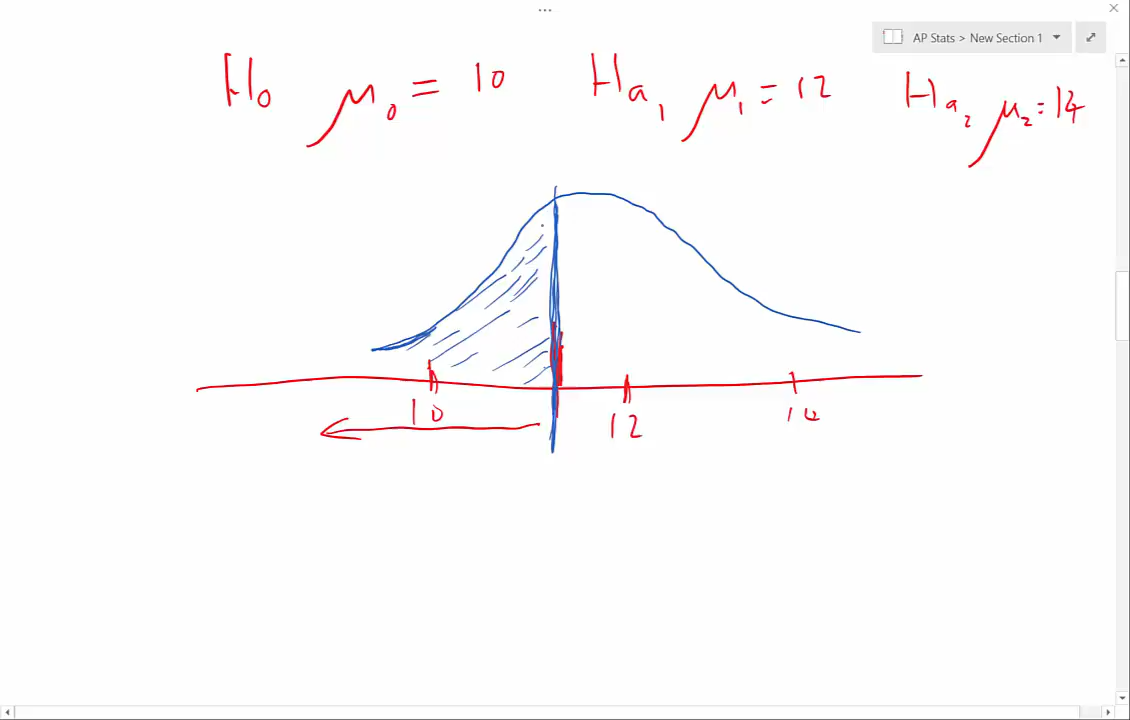 AP Stats > New Section 1
H0 μ0 = 10 Ha1 μ1 = 12 Ha2 μ2 = 14
10 12 14